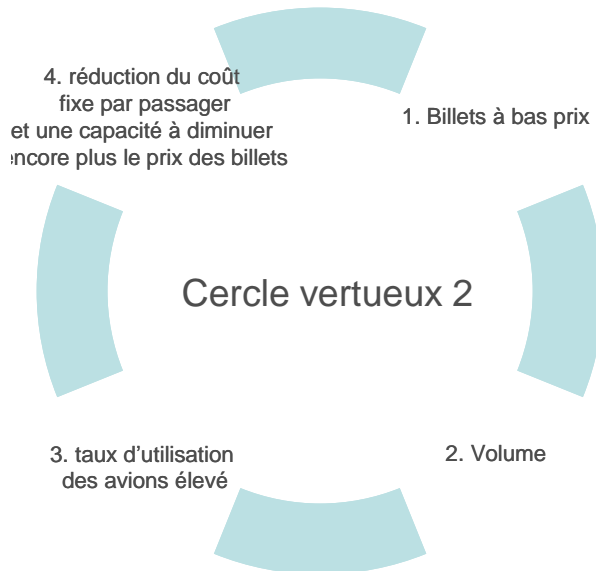 4. réduction du coût
fixe par passager
et une capacité à diminuer
encore plus le prix des billets
1. Billets à bas prix
Cercle vertueux 2
3. taux d’utilisation
des avions élevé
2. Volume